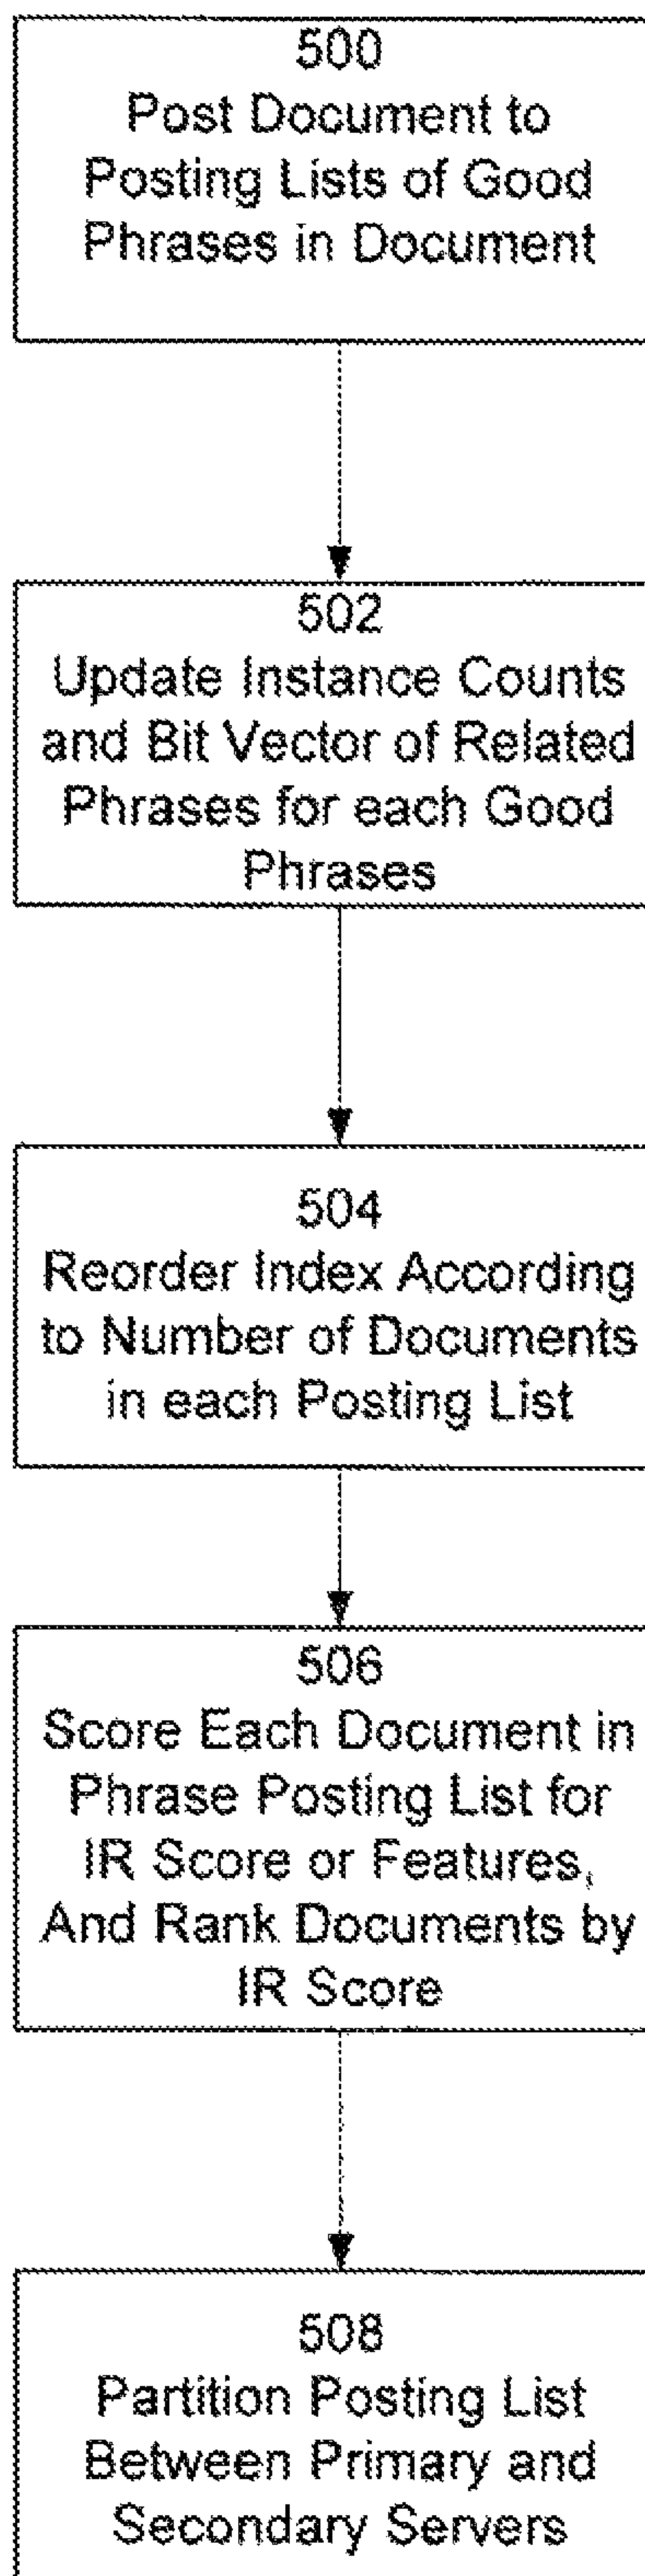 500
Post Document to
Posting Lists of Good
Phrases in Document
502
Update Instance Counts
and Bit Vector of Related
Phrases for each Good
Phrases
504
Reorder Index According
to Number of Documents
in each Posting List
506
Score Each Document in
Phrase Posting List for
IR Score or Features,
And Rank Documents by
IR Score
508
Partition Posting List
Between Primary and
Secondary Servers